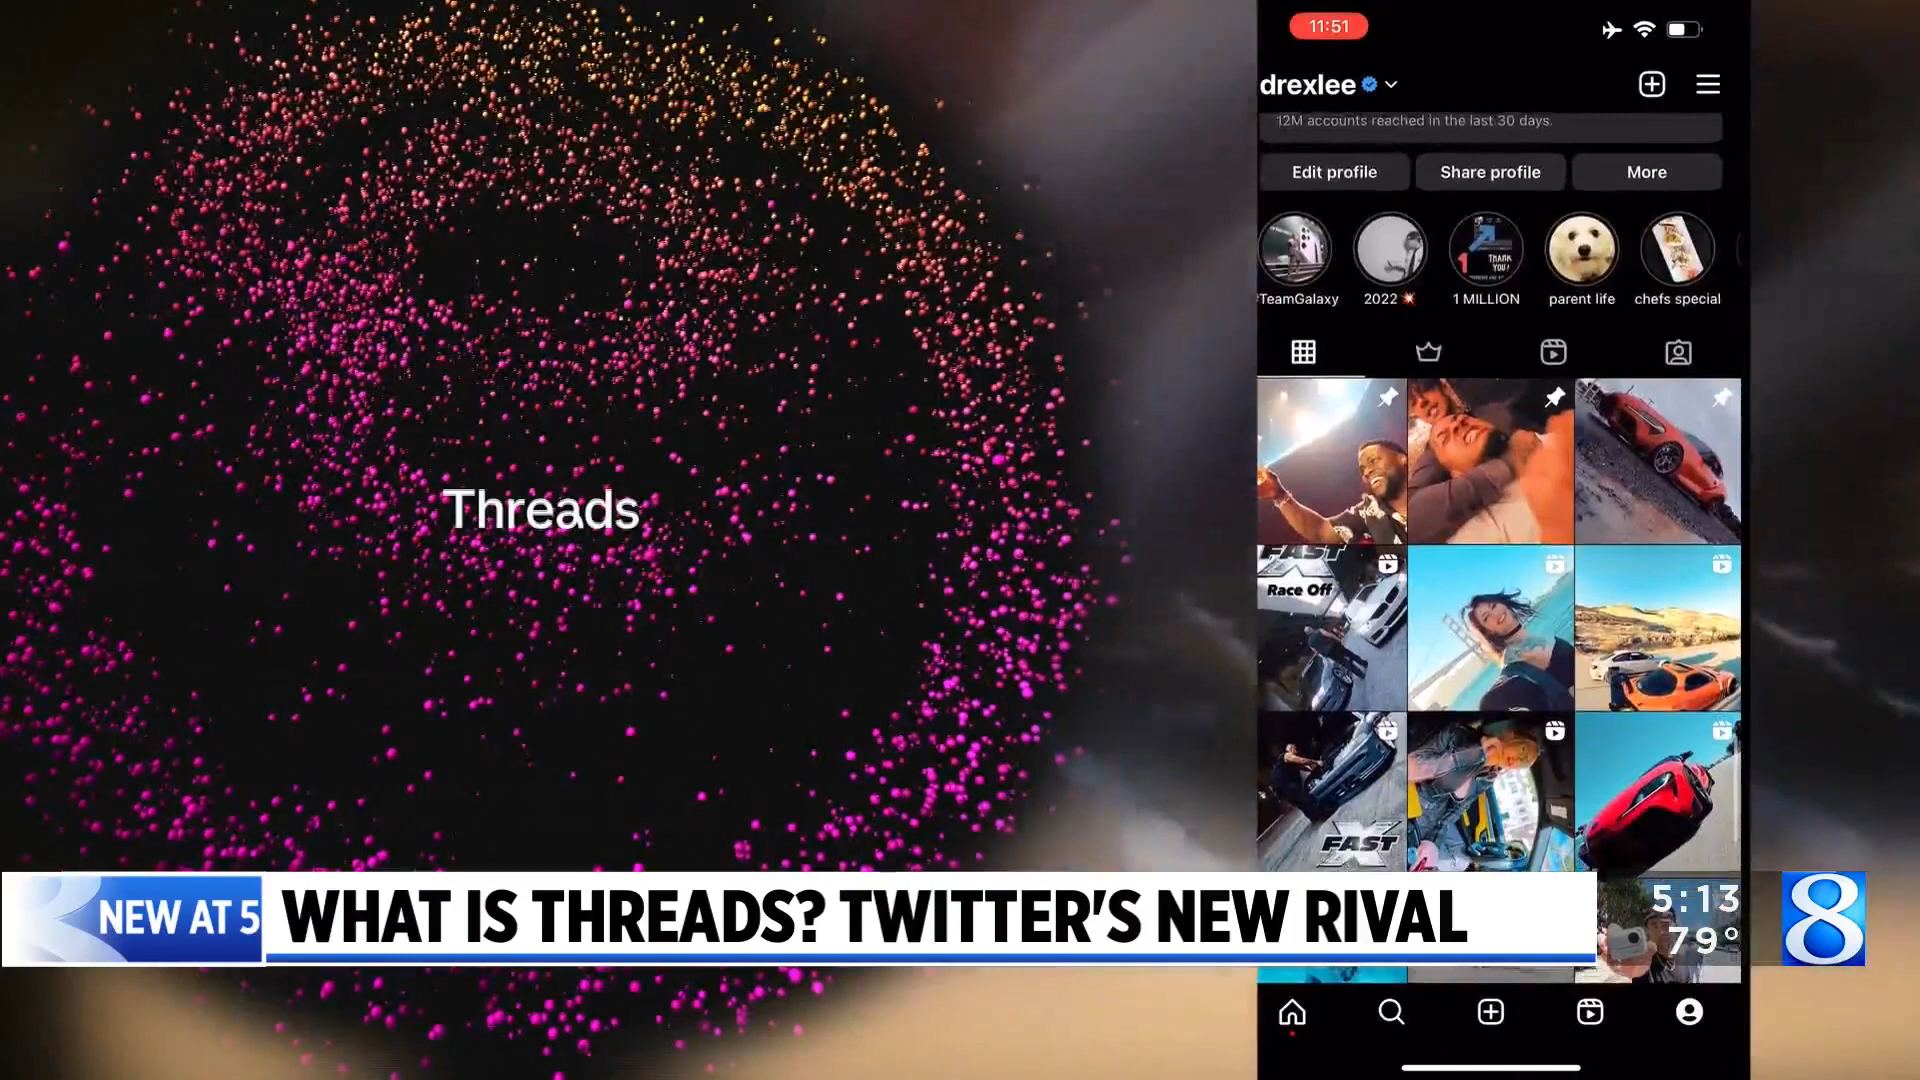 Threads
11:51
drexlee
12M accounts reached in the last 30 days.
Edit profile
Share profile
More
1
THANK
YOU!
TeamGalaxy
2022
1 MILLION
parent life
chefs special
FAST
Race Off
FAST
X
NEW AT 5
WHAT IS THREADS? TWITTER'S NEW RIVAL
5:13
79°
8